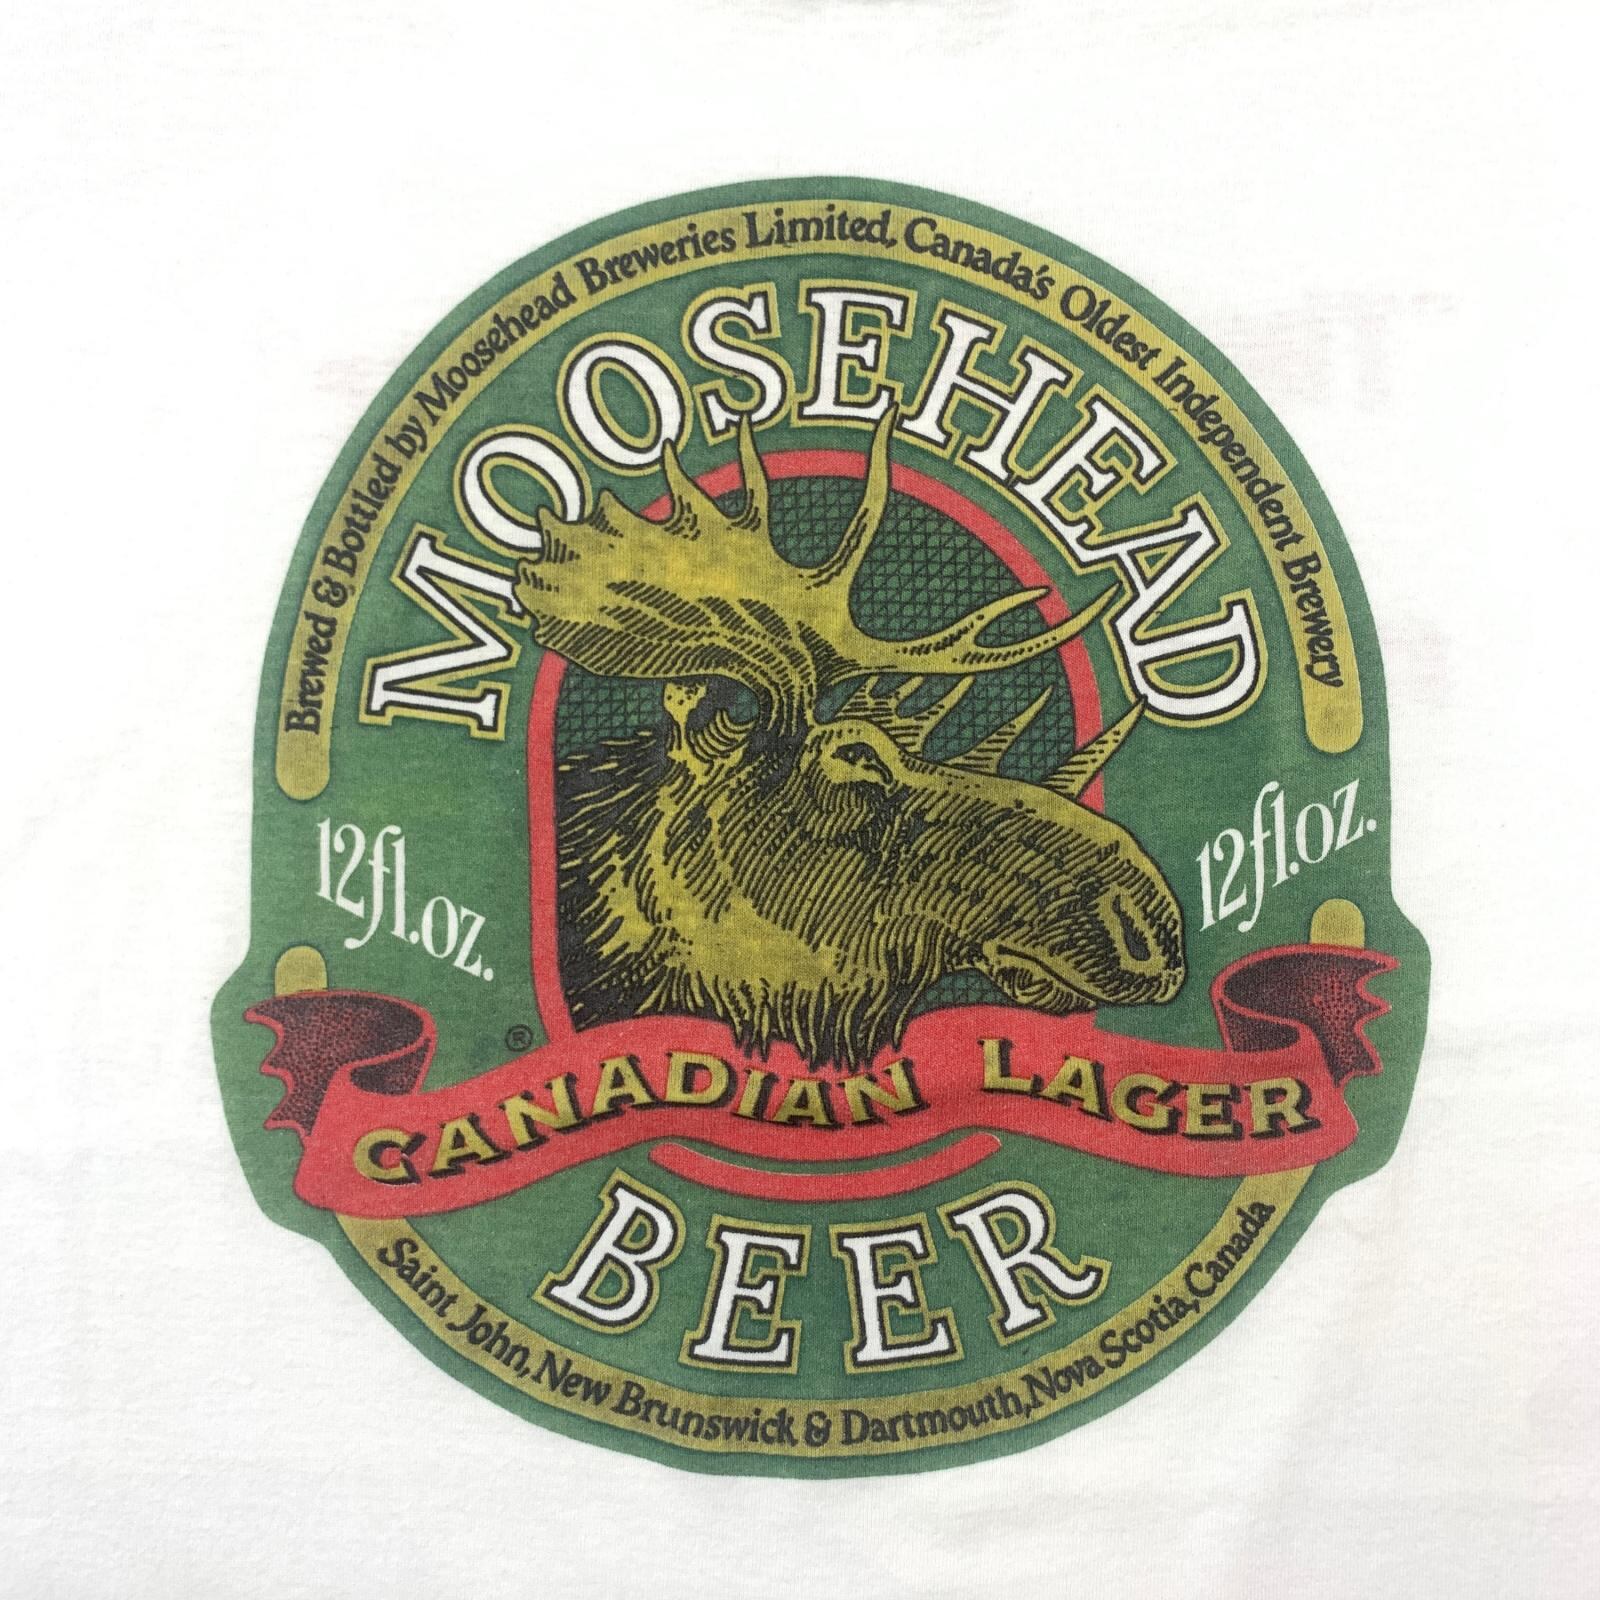 Brewed & Bottled by Moosehead Breweries Limited, Canada's Oldest Independent Brewery
MOOSEHEAD
12fl.oz.
12fl.oz.
®
CANADIAN LAGER
BEER
Saint John, New Brunswick & Dartmouth, Nova Scotia, Canada